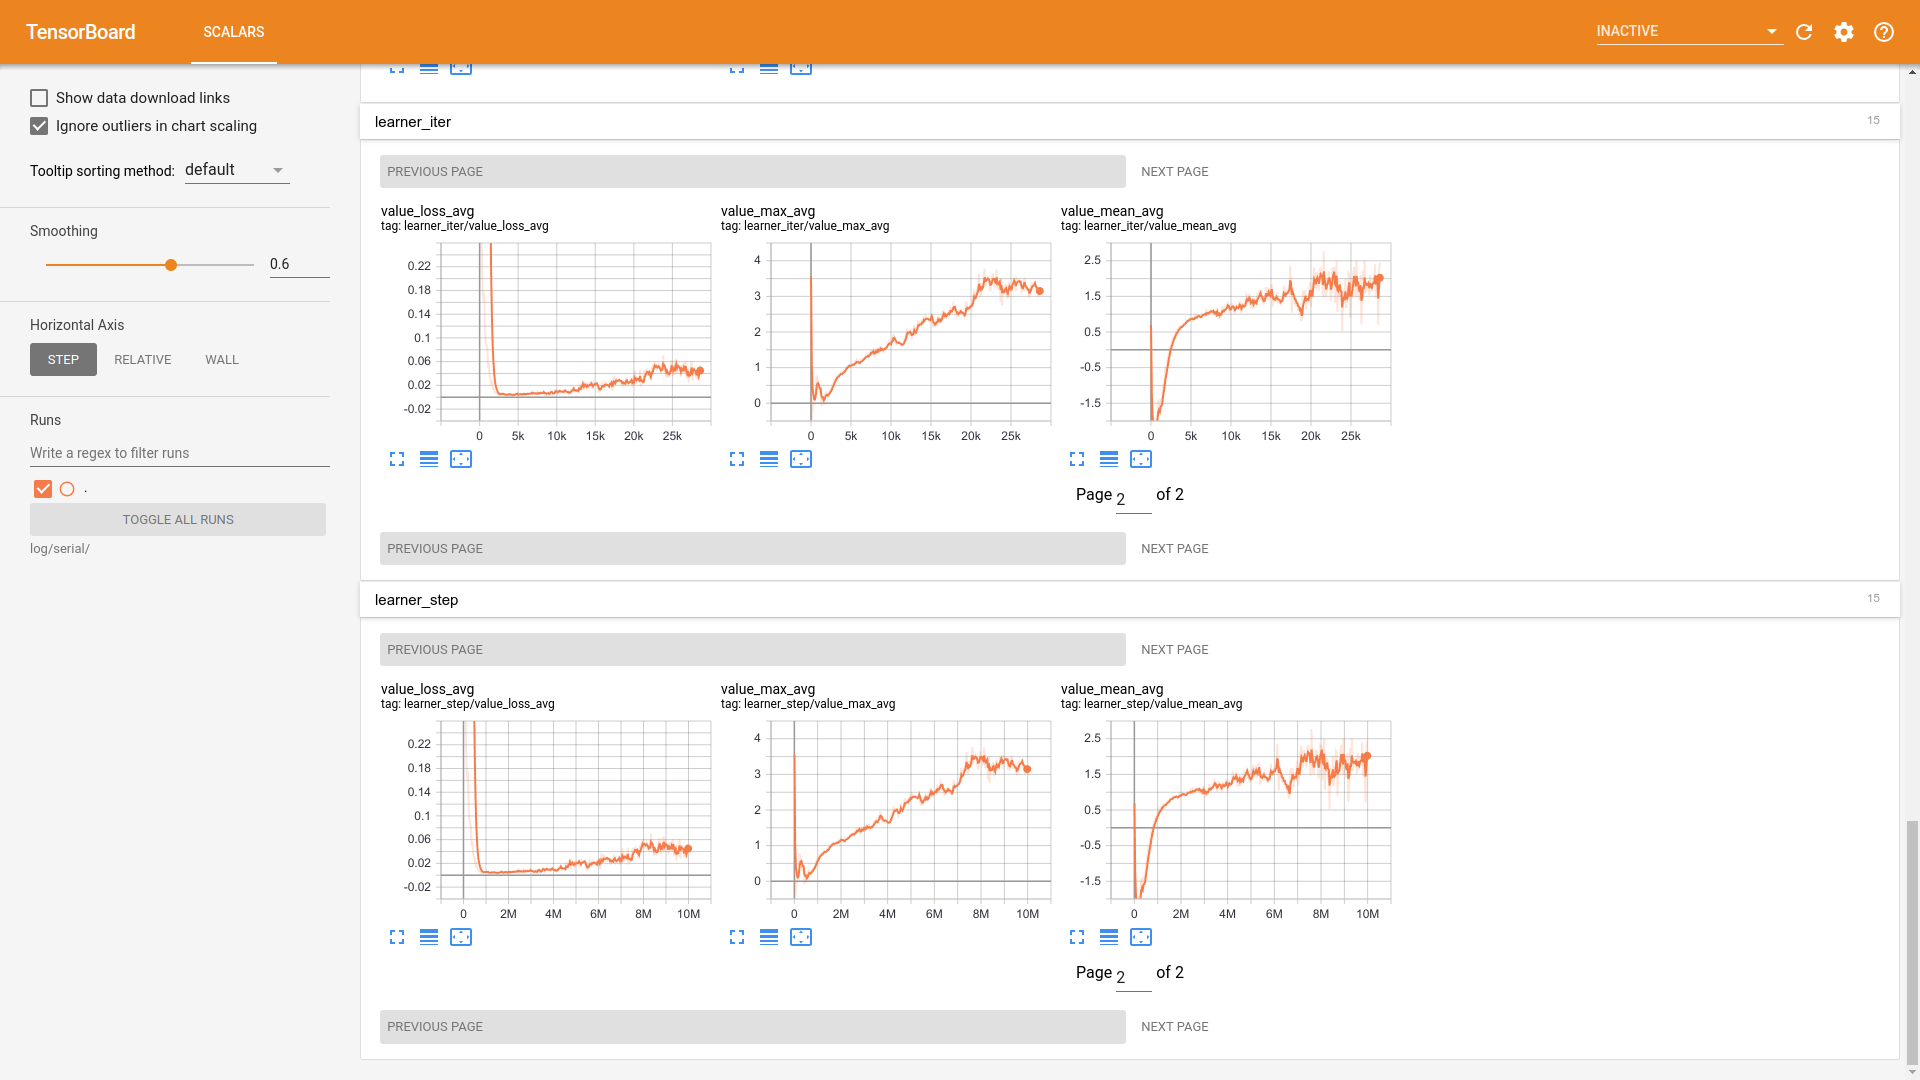 TensorBoard
SCALARS
INACTIVE
Show data download links
Ignore outliers in chart scaling
Tooltip sorting method: default
Smoothing
0.6
Horizontal Axis
STEP RELATIVE WALL
Runs
Write a regex to filter runs
.
TOGGLE ALL RUNS
log/serial/
learner_iter 15
PREVIOUS PAGE NEXT PAGE
value_loss_avg
tag: learner_iter/value_loss_avg
0.22
0.18
0.14
0.1
0.06
0.02
-0.02
0 5k 10k 15k 20k 25k
value_max_avg
tag: learner_iter/value_max_avg
4
3
2
1
0
0 5k 10k 15k 20k 25k
value_mean_avg
tag: learner_iter/value_mean_avg
2.5
1.5
0.5
-0.5
-1.5
0 5k 10k 15k 20k 25k
Page 2 of 2
PREVIOUS PAGE NEXT PAGE
learner_step 15
PREVIOUS PAGE NEXT PAGE
value_loss_avg
tag: learner_step/value_loss_avg
0.22
0.18
0.14
0.1
0.06
0.02
-0.02
0 2M 4M 6M 8M 10M
value_max_avg
tag: learner_step/value_max_avg
4
3
2
1
0
0 2M 4M 6M 8M 10M
value_mean_avg
tag: learner_step/value_mean_avg
2.5
1.5
0.5
-0.5
-1.5
0 2M 4M 6M 8M 10M
Page 2 of 2
PREVIOUS PAGE NEXT PAGE